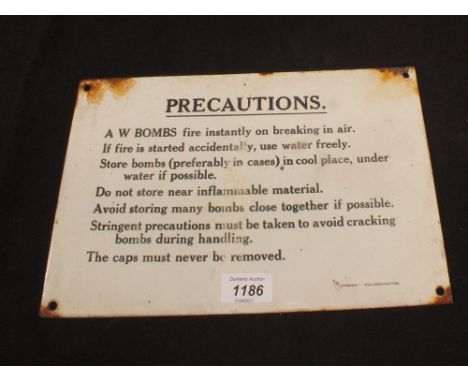 PRECAUTIONS.
A W BOMBS fire instantly on breaking in air.
If fire is started accidentally, use water freely.
Store bombs (preferably in cases) in cool place, under
water if possible.
Do not store near inflammable material.
Avoid storing many bombs close together if possible.
Stringent precautions must be taken to avoid cracking
bombs during handling.
The caps must never be removed.
1186